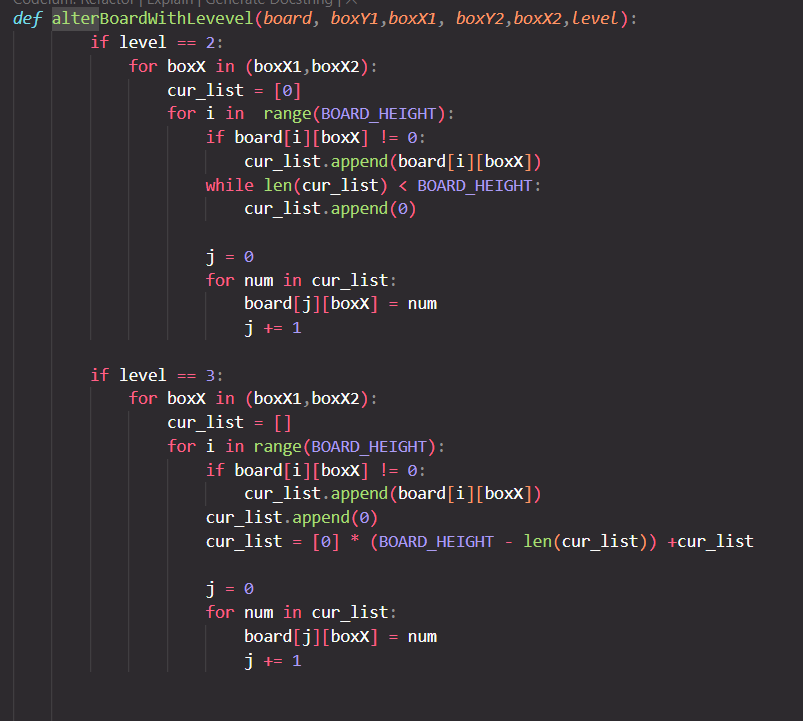 Codeium: Refactor | Explain | Generate Docstring | X
def alterBoardWithLevevel(board, boxY1,boxX1, boxY2,boxX2,level):
if level == 2:
for boxX in (boxX1,boxX2):
cur_list = [0]
for i in  range(BOARD_HEIGHT):
if board[i][boxX] != 0:
cur_list.append(board[i][boxX])
while len(cur_list) < BOARD_HEIGHT:
cur_list.append(0)
j = 0
for num in cur_list:
board[j][boxX] = num
j += 1
if level == 3:
for boxX in (boxX1,boxX2):
cur_list = []
for i in range(BOARD_HEIGHT):
if board[i][boxX] != 0:
cur_list.append(board[i][boxX])
cur_list.append(0)
cur_list = [0] * (BOARD_HEIGHT - len(cur_list)) +cur_list
j = 0
for num in cur_list:
board[j][boxX] = num
j += 1